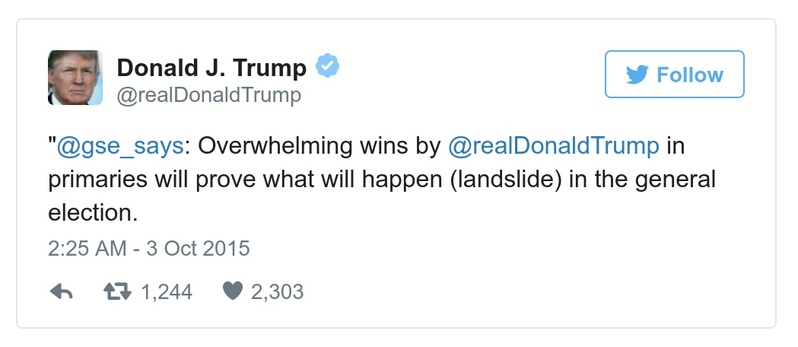 Donald J. Trump
@realDonaldTrump
Follow
"@gse_says: Overwhelming wins by @realDonaldTrump in
primaries will prove what will happen (landslide) in the general
election.
2:25 AM - 3 Oct 2015
1,244 2,303